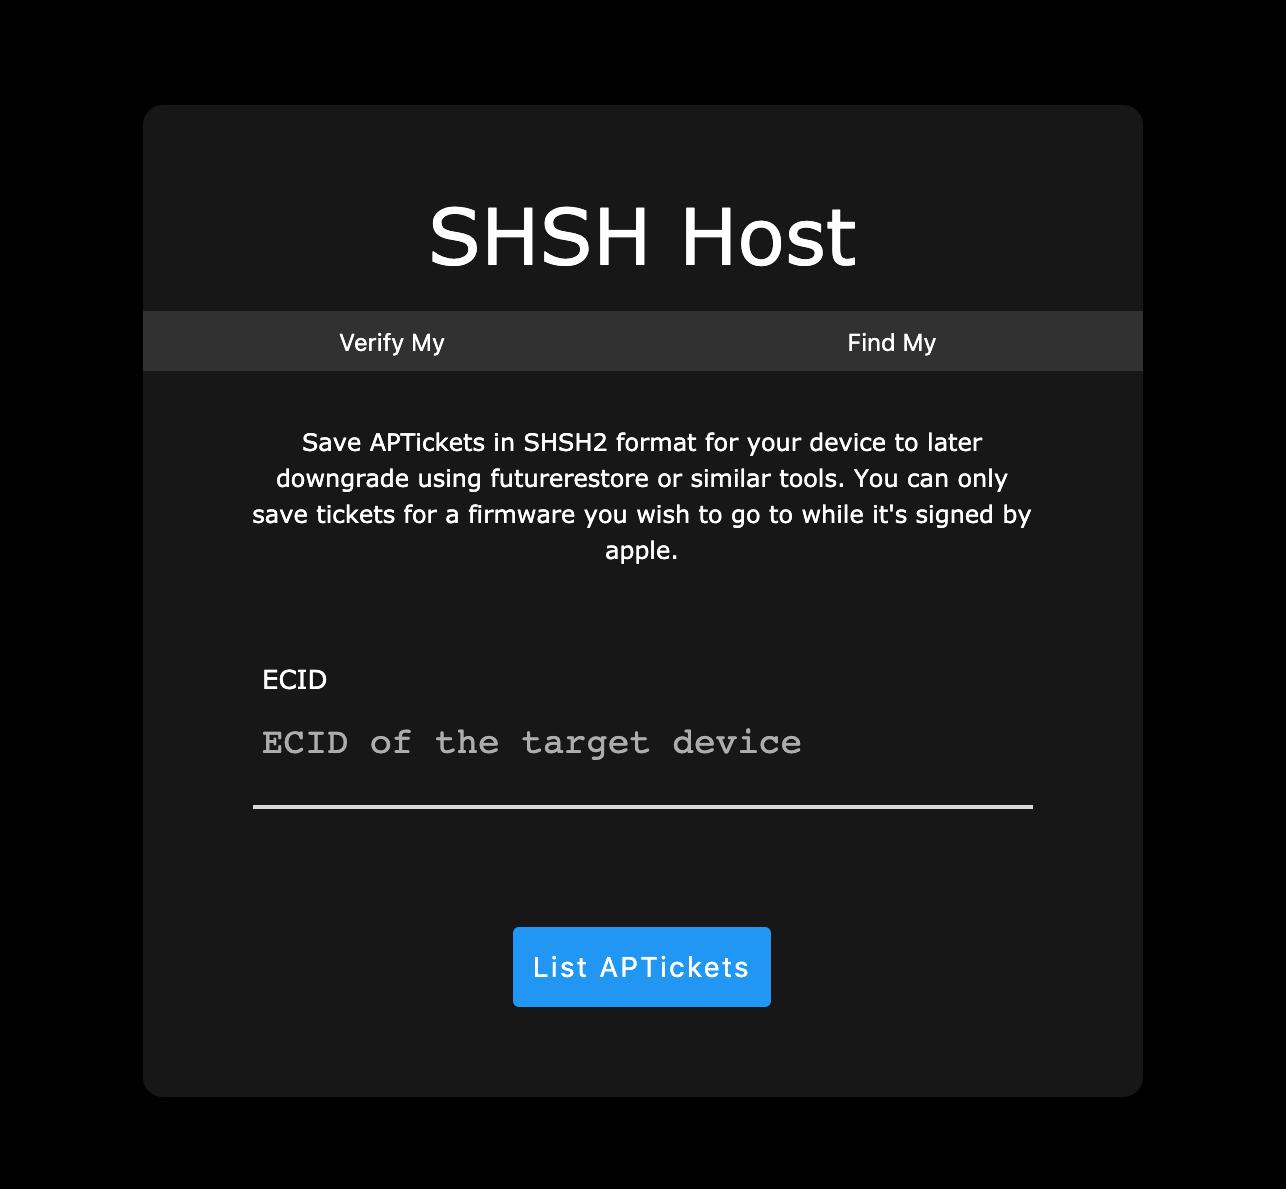 SHSH Host
Verify My
Find My
Save APTickets in SHSH2 format for your device to later
downgrade using futurerestore or similar tools. You can only
save tickets for a firmware you wish to go to while it's signed by
apple.
ECID
ECID of the target device
List APTickets